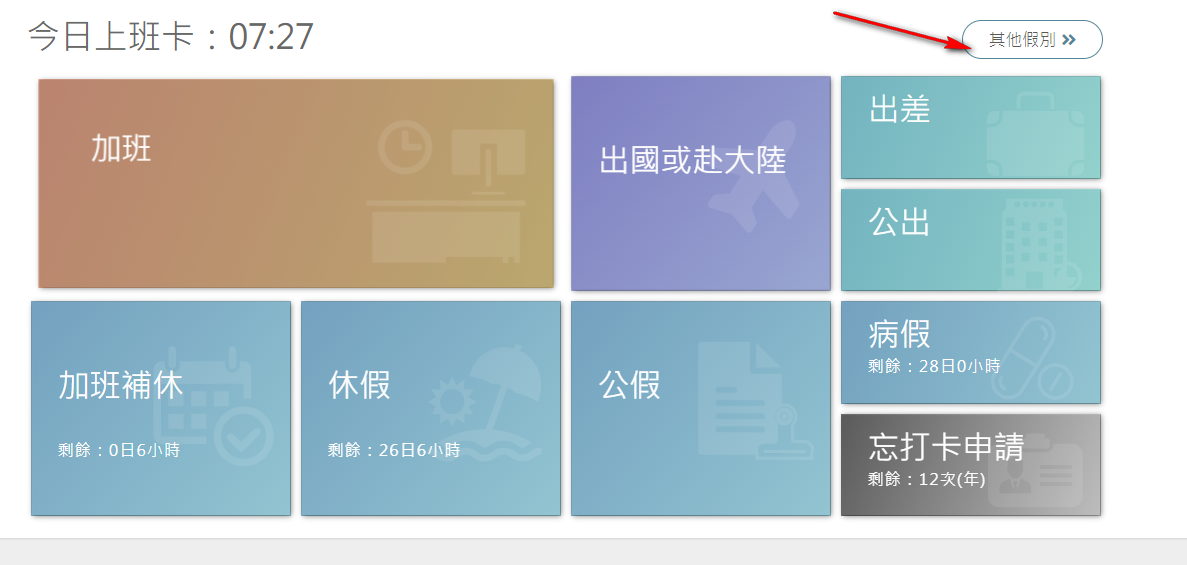 今日上班卡：07:27
其他假別
加班
出國或赴大陸
出差
公出
加班補休
剩餘：0日6小時
休假
剩餘：26日6小時
公假
病假
剩餘：28日0小時
忘打卡申請
剩餘：12次(年)